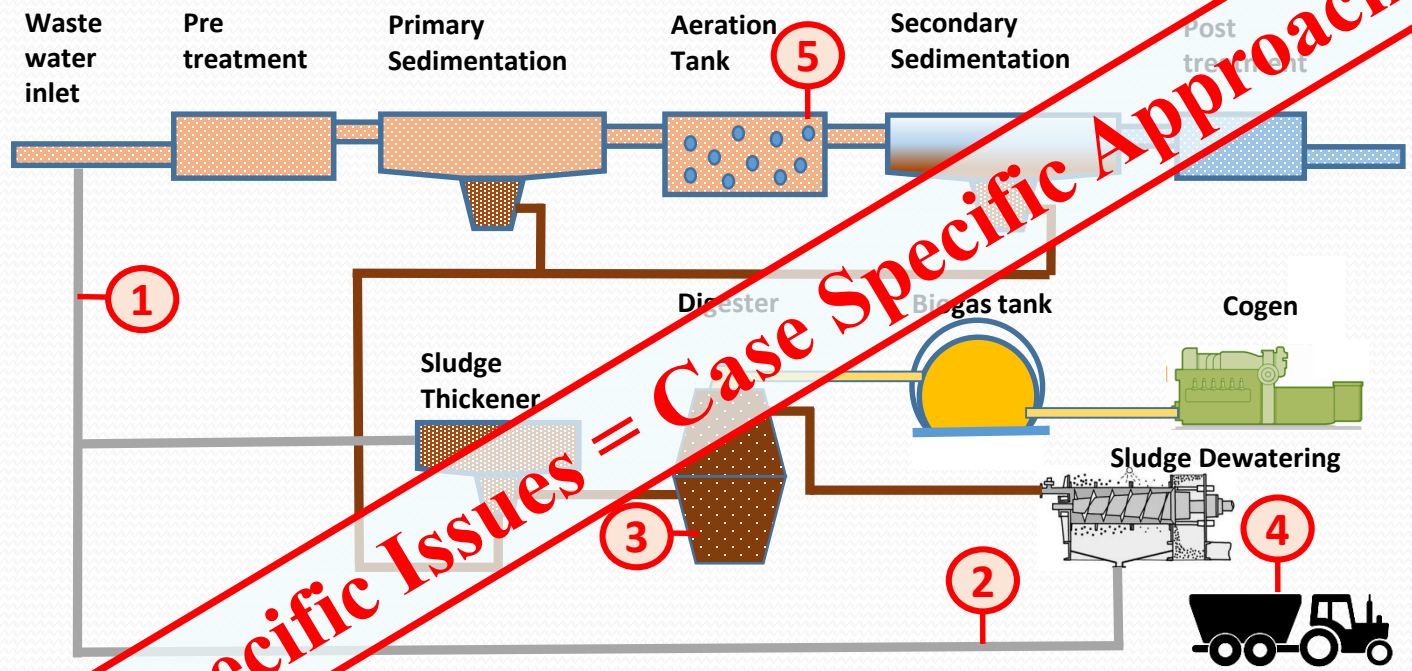 Waste
water
inlet
Pre
treatment
Primary
Sedimentation
Aeration
Tank
5
Secondary
Sedimentation
Post
treatment
1
Digester
Biogas tank
Cogen
Sludge
Thickener
Sludge Dewatering
3
4
2
Issues = Case Specific